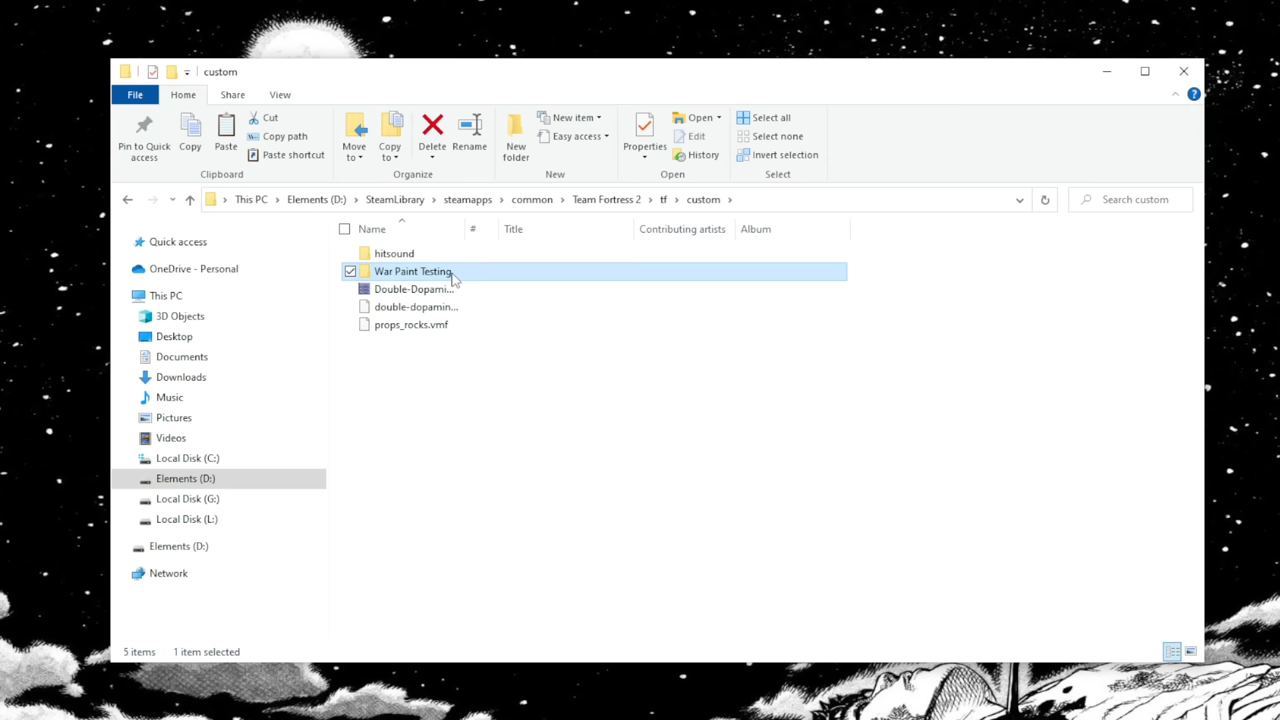 custom
File Home Share View
Pin to Quick access
Copy
Paste
Cut
Copy path
Paste shortcut
Clipboard
Move to
Copy to
Delete
Rename
Organize
New folder
New item
Easy access
New
Properties
Open
Edit
History
Open
Select all
Select none
Invert selection
Select
This PC > Elements (D:) > SteamLibrary > steamapps > common > Team Fortress 2 > tf > custom >
Search custom
Name # Title Contributing artists Album
Quick access
OneDrive - Personal
This PC
3D Objects
Desktop
Documents
Downloads
Music
Pictures
Videos
Local Disk (C:)
Elements (D:)
Local Disk (G:)
Local Disk (L:)
Elements (D:)
Network
hitsound
War Paint Testing
Double-Dopami...
double-dopamin...
props_rocks.vmf
5 items 1 item selected